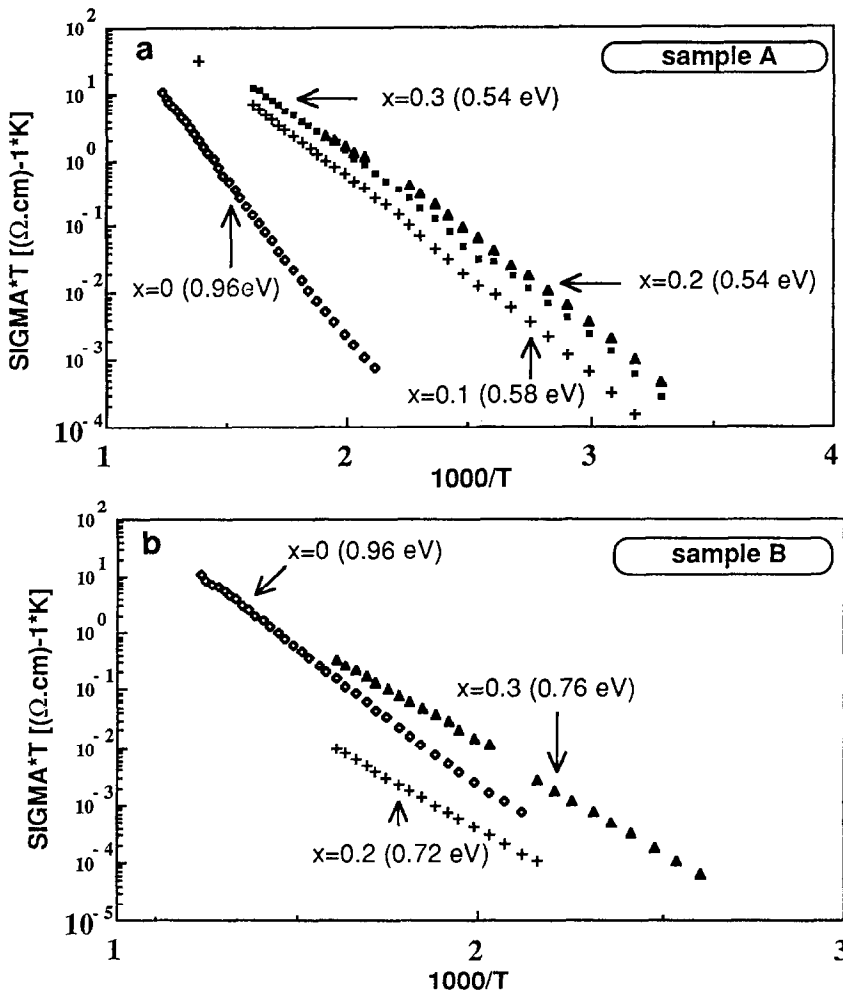 a
sample A
10^2
10^1
10^0
10^-1
10^-2
10^-3
10^-4
SIGMA*T [(Ω.cm)-1*K]
x=0.3 (0.54 eV)
x=0 (0.96eV)
x=0.2 (0.54 eV)
x=0.1 (0.58 eV)
1 2 3 4
1000/T
b
sample B
10^2
10^1
10^0
10^-1
10^-2
10^-3
10^-4
10^-5
SIGMA*T [(Ω.cm)-1*K]
x=0 (0.96 eV)
x=0.3 (0.76 eV)
x=0.2 (0.72 eV)
1 2 3
1000/T